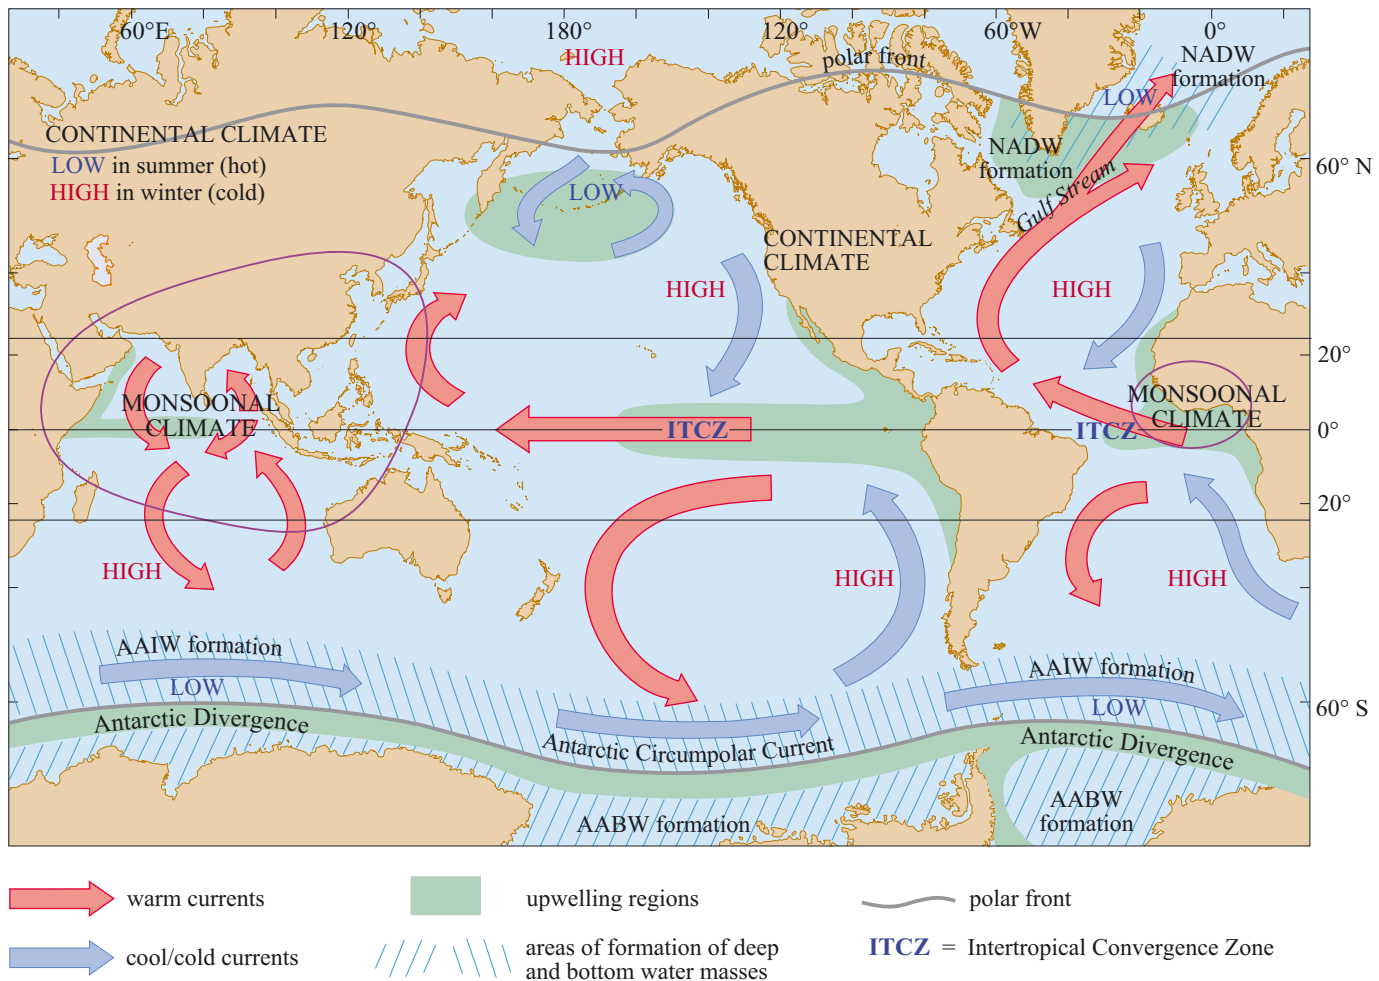 60°E
120°
180°
120°
60°W
0°
HIGH
polar front
NADW
formation
LOW
CONTINENTAL CLIMATE
LOW in summer (hot)
HIGH in winter (cold)
NADW
formation
60° N
LOW
Gulf Stream
CONTINENTAL
CLIMATE
HIGH
HIGH
20°
MONSOONAL
CLIMATE
MONSOONAL
CLIMATE
ITCZ
ITCZ
0°
20°
HIGH
HIGH
HIGH
AAIW formation
LOW
AAIW formation
LOW
60° S
Antarctic Divergence
Antarctic Circumpolar Current
Antarctic Divergence
AABW formation
AABW
formation
warm currents
upwelling regions
polar front
cool/cold currents
areas of formation of deep
and bottom water masses
ITCZ = Intertropical Convergence Zone